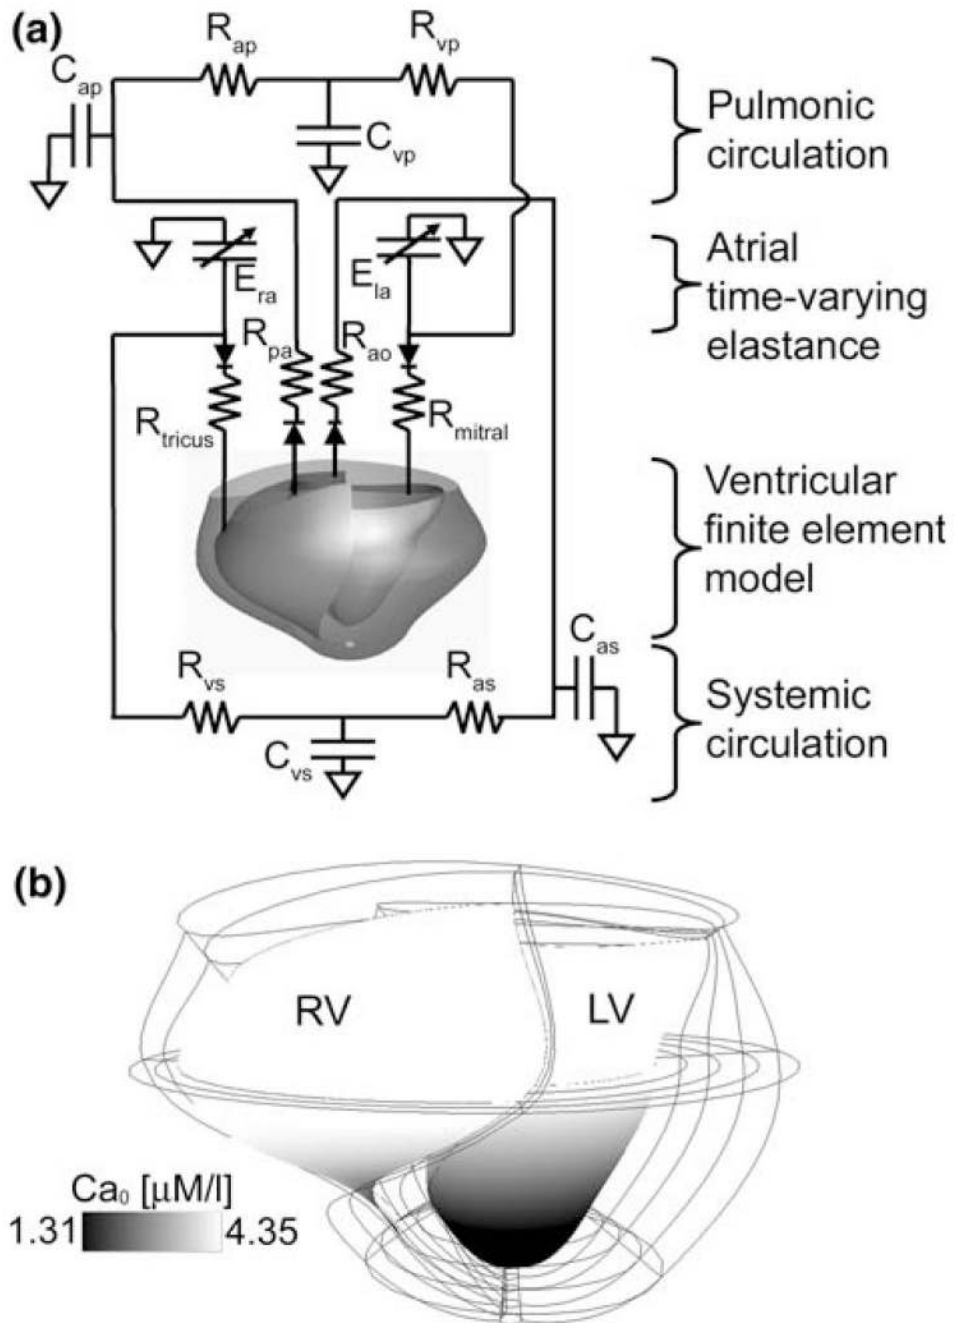 (a)
R_ap
R_vp
C_ap
C_vp
Pulmonic
circulation
E_ra
E_la
Atrial
time-varying
elastance
R_pa
R_ao
R_tricus
R_mitral
Ventricular
finite element
model
C_as
R_vs
R_as
C_vs
Systemic
circulation
(b)
RV
LV
Ca₀ [μM/l]
1.31
4.35